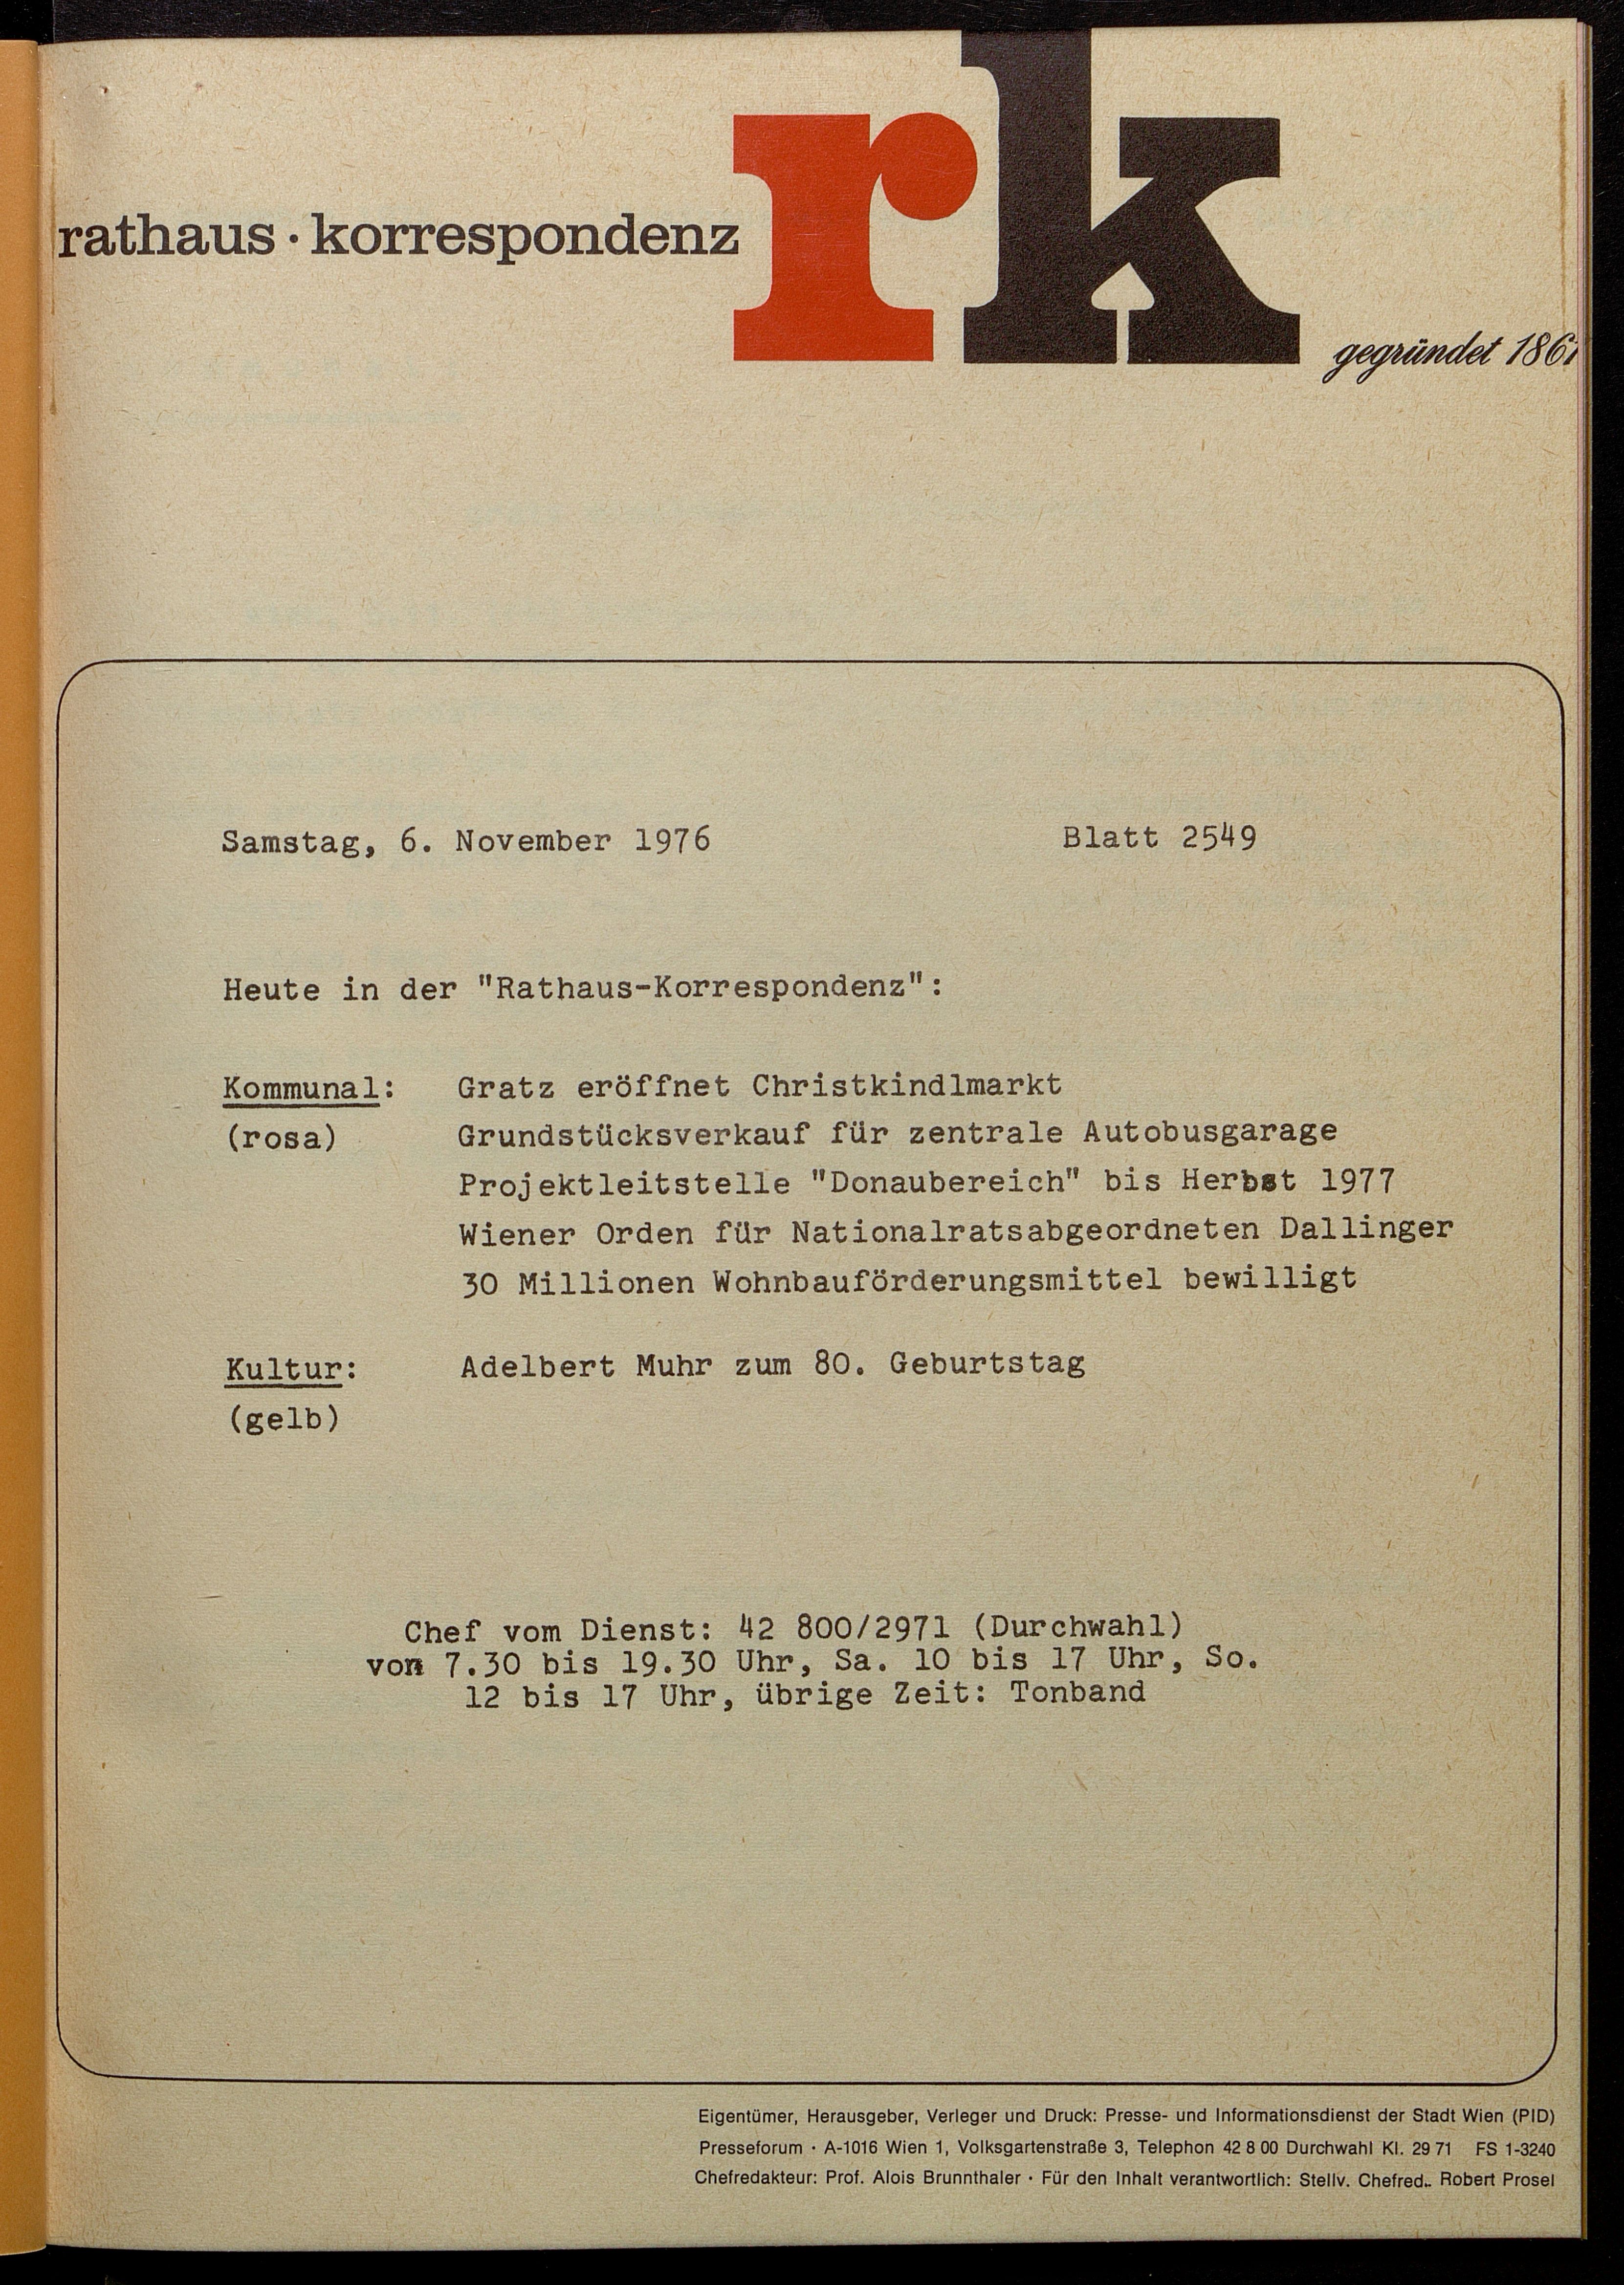 rathaus · korrespondenz
rk
gegründet 1861
Samstag, 6. November 1976 Blatt 2549
Heute in der "Rathaus-Korrespondenz":
Kommunal: Gratz eröffnet Christkindlmarkt
(rosa) Grundstücksverkauf für zentrale Autobusgarage
Projektleitstelle "Donaubereich" bis Herbst 1977
Wiener Orden für Nationalratsabgeordneten Dallinger
30 Millionen Wohnbauförderungsmittel bewilligt
Kultur: Adelbert Muhr zum 80. Geburtstag
(gelb)
Chef vom Dienst: 42 800/2971 (Durchwahl)
von 7.30 bis 19.30 Uhr, Sa. 10 bis 17 Uhr, So.
12 bis 17 Uhr, übrige Zeit: Tonband
Eigentümer, Herausgeber, Verleger und Druck: Presse- und Informationsdienst der Stadt Wien (PID)
Presseforum · A-1016 Wien 1, Volksgartenstraße 3, Telephon 42 8 00 Durchwahl Kl. 29 71 FS 1-3240
Chefredakteur: Prof. Alois Brunnthaler · Für den Inhalt verantwortlich: Stellv. Chefred.. Robert Prosel